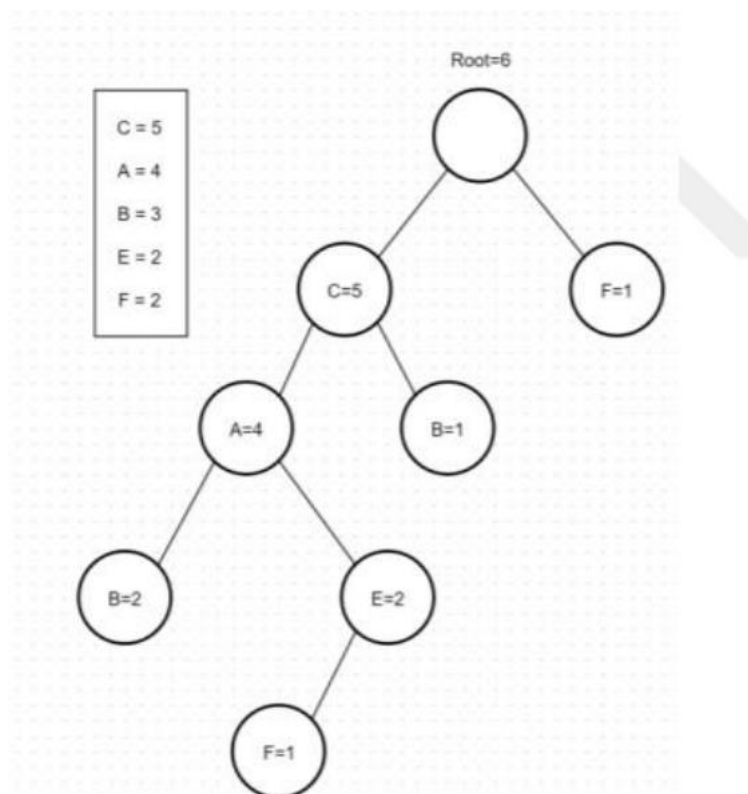 Root=6
C = 5
A = 4
B = 3
E = 2
F = 2
C=5
F=1
A=4
B=1
B=2
E=2
F=1